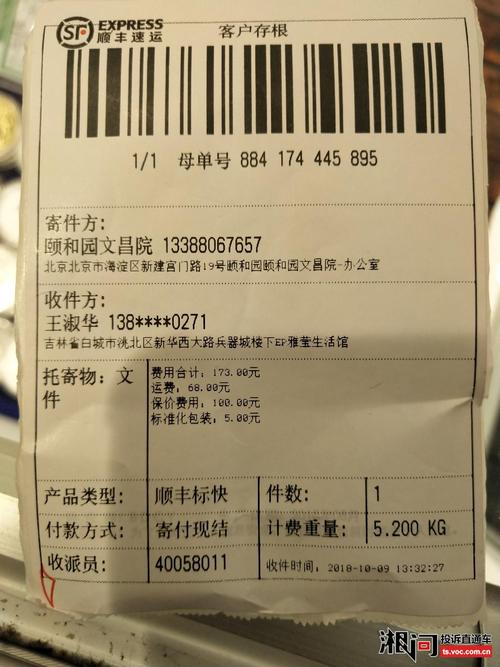 SF EXPRESS
顺丰速运
客户存根
1/1 母单号 884 174 445 895
寄件方:
颐和园文昌院 13388067657
北京北京市海淀区新建宫门路19号颐和园颐和园文昌院-办公室
收件方:
王淑华 138****0271
吉林省白城市洮北区新华西大路兵器城楼下EP雅莹生活馆
托寄物: 文件
费用合计: 173.00元
运费: 68.00元
保价费用: 100.00元
标准化包装: 5.00元
产品类型: 顺丰标快 件数: 1
付款方式: 寄付现结 计费重量: 5.200 KG
收派员: 40058011 收件时间: 2018-10-09 13:32:27
湘问 投诉直通车
ts.voc.com.cn